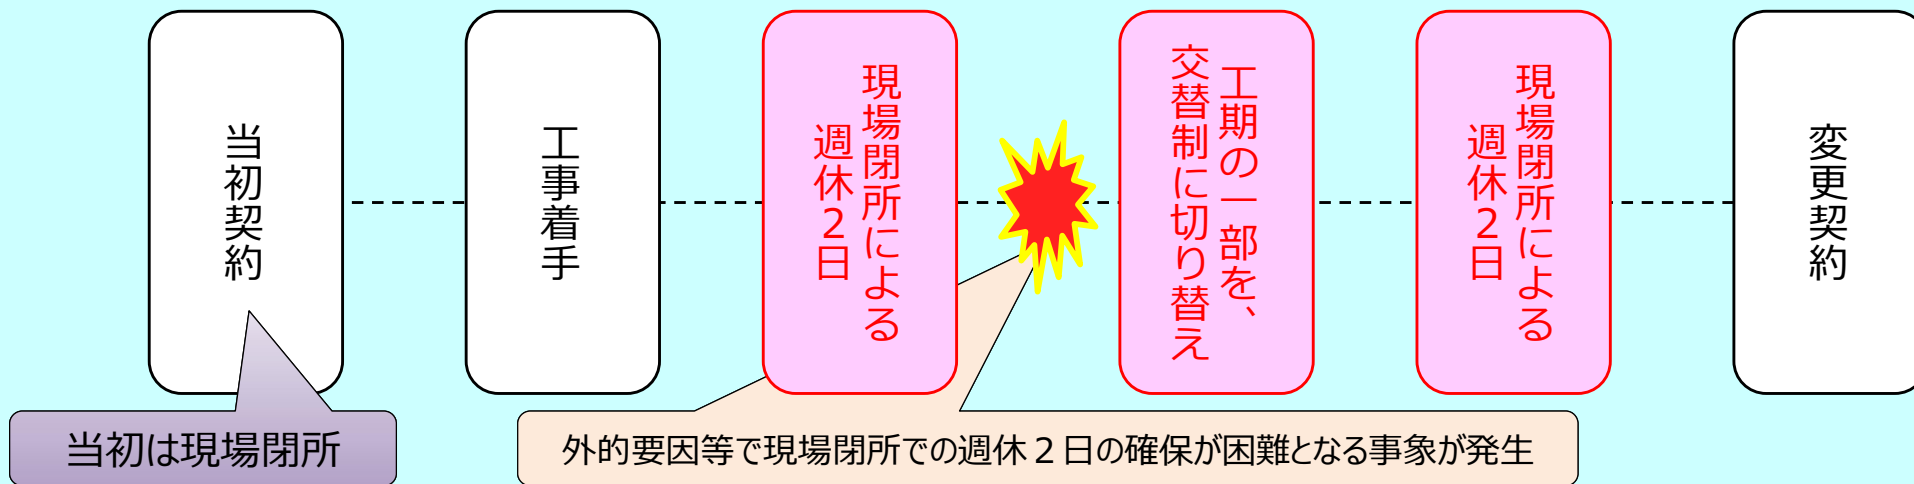 当初契約
工事着手
現場閉所による
週休２日
工期の一部を、
交替制に切り替え
現場閉所による
週休２日
変更契約
当初は現場閉所
外的要因等で現場閉所での週休２日の確保が困難となる事象が発生